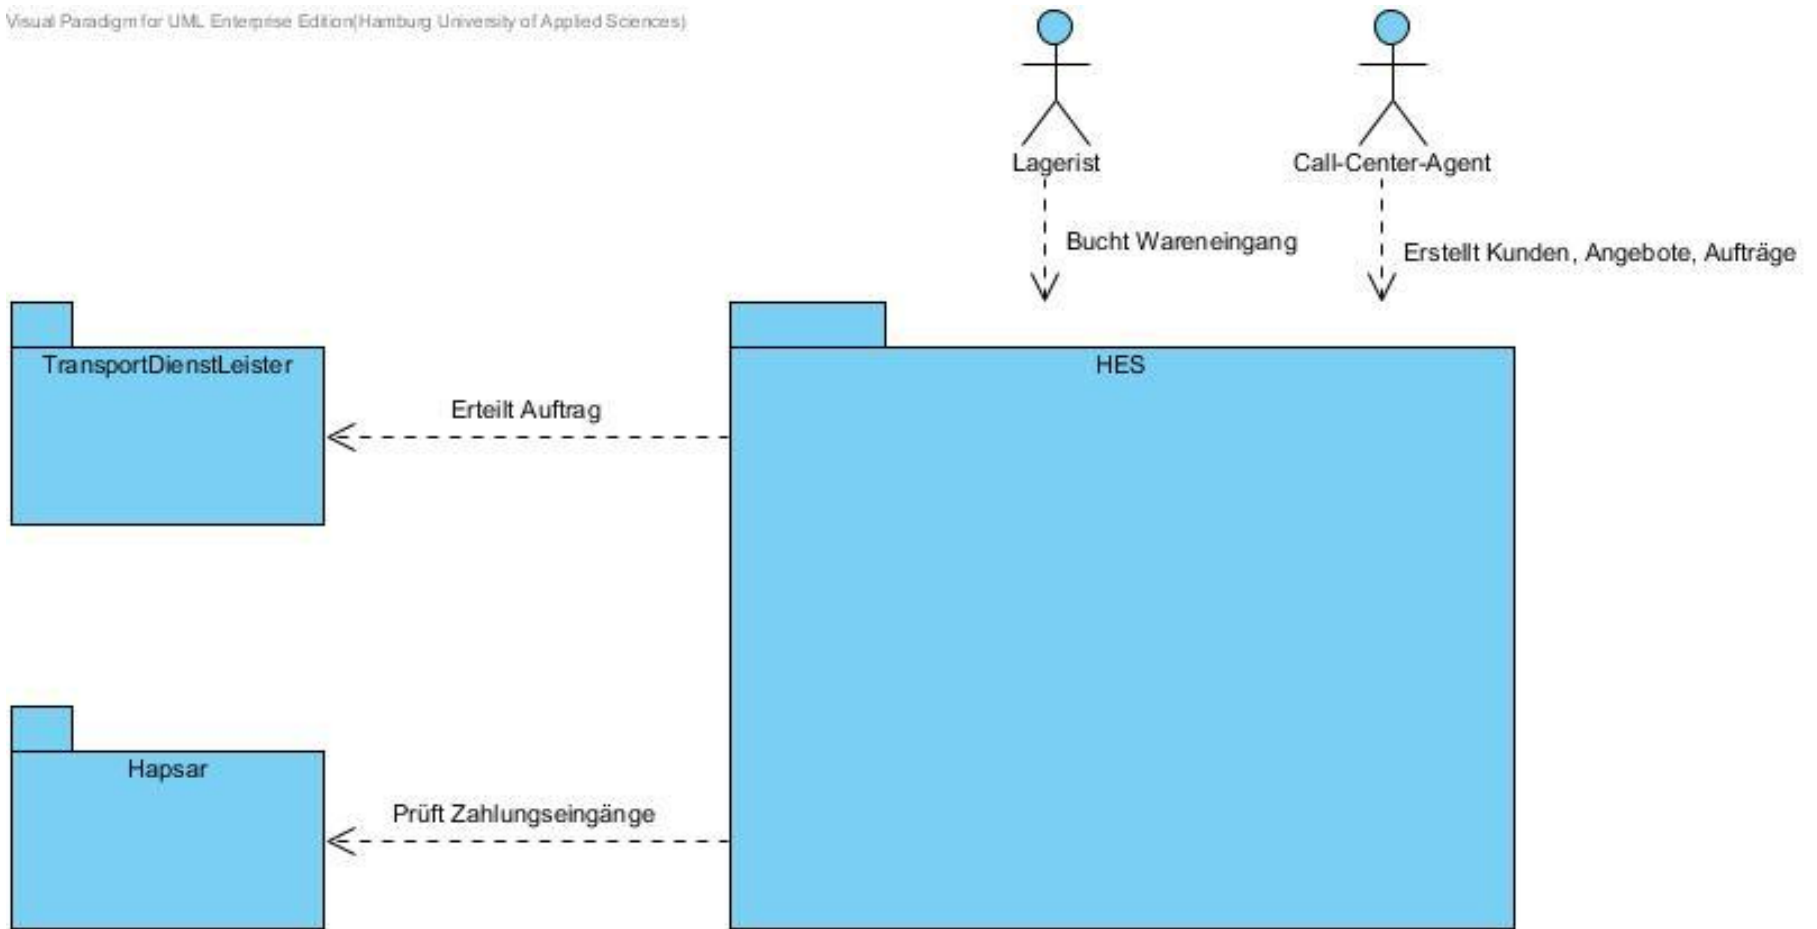 Visual Paradigm for UML Enterprise Edition(Hamburg University of Applied Sciences)
Lagerist
Call-Center-Agent
Bucht Wareneingang
Erstellt Kunden, Angebote, Aufträge
TransportDienstLeister
HES
Erteilt Auftrag
Hapsar
Prüft Zahlungseingänge